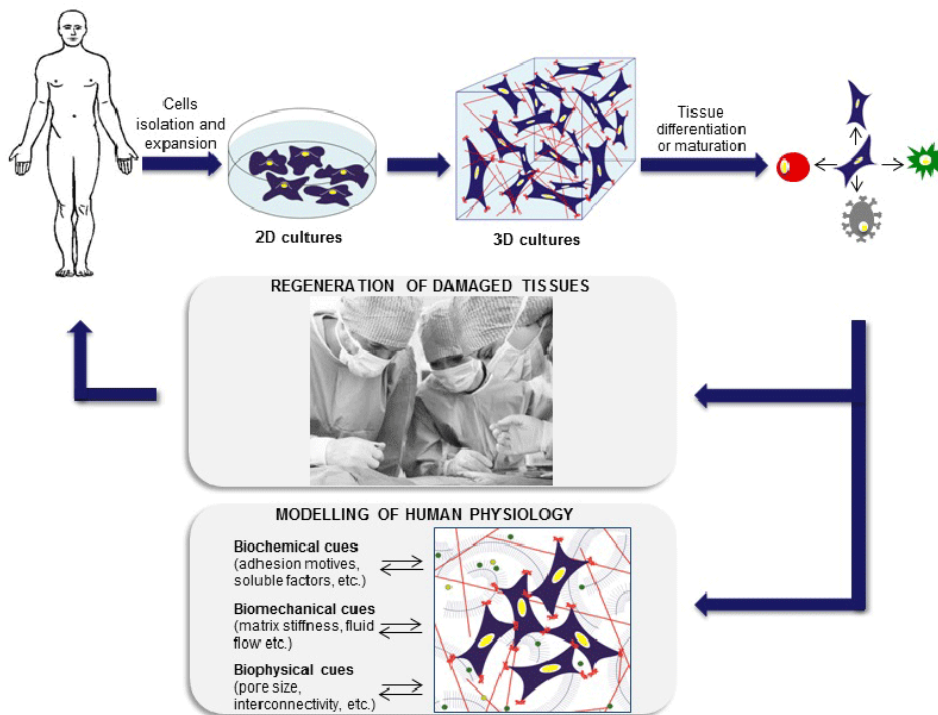 Cells
isolation and
expansion
2D cultures
3D cultures
Tissue
differentiation
or maturation
REGENERATION OF DAMAGED TISSUES
MODELLING OF HUMAN PHYSIOLOGY
Biochemical cues
(adhesion motives,
soluble factors, etc.)
Biomechanical cues
(matrix stiffness, fluid
flow etc.)
Biophysical cues
(pore size,
interconnectivity, etc.)